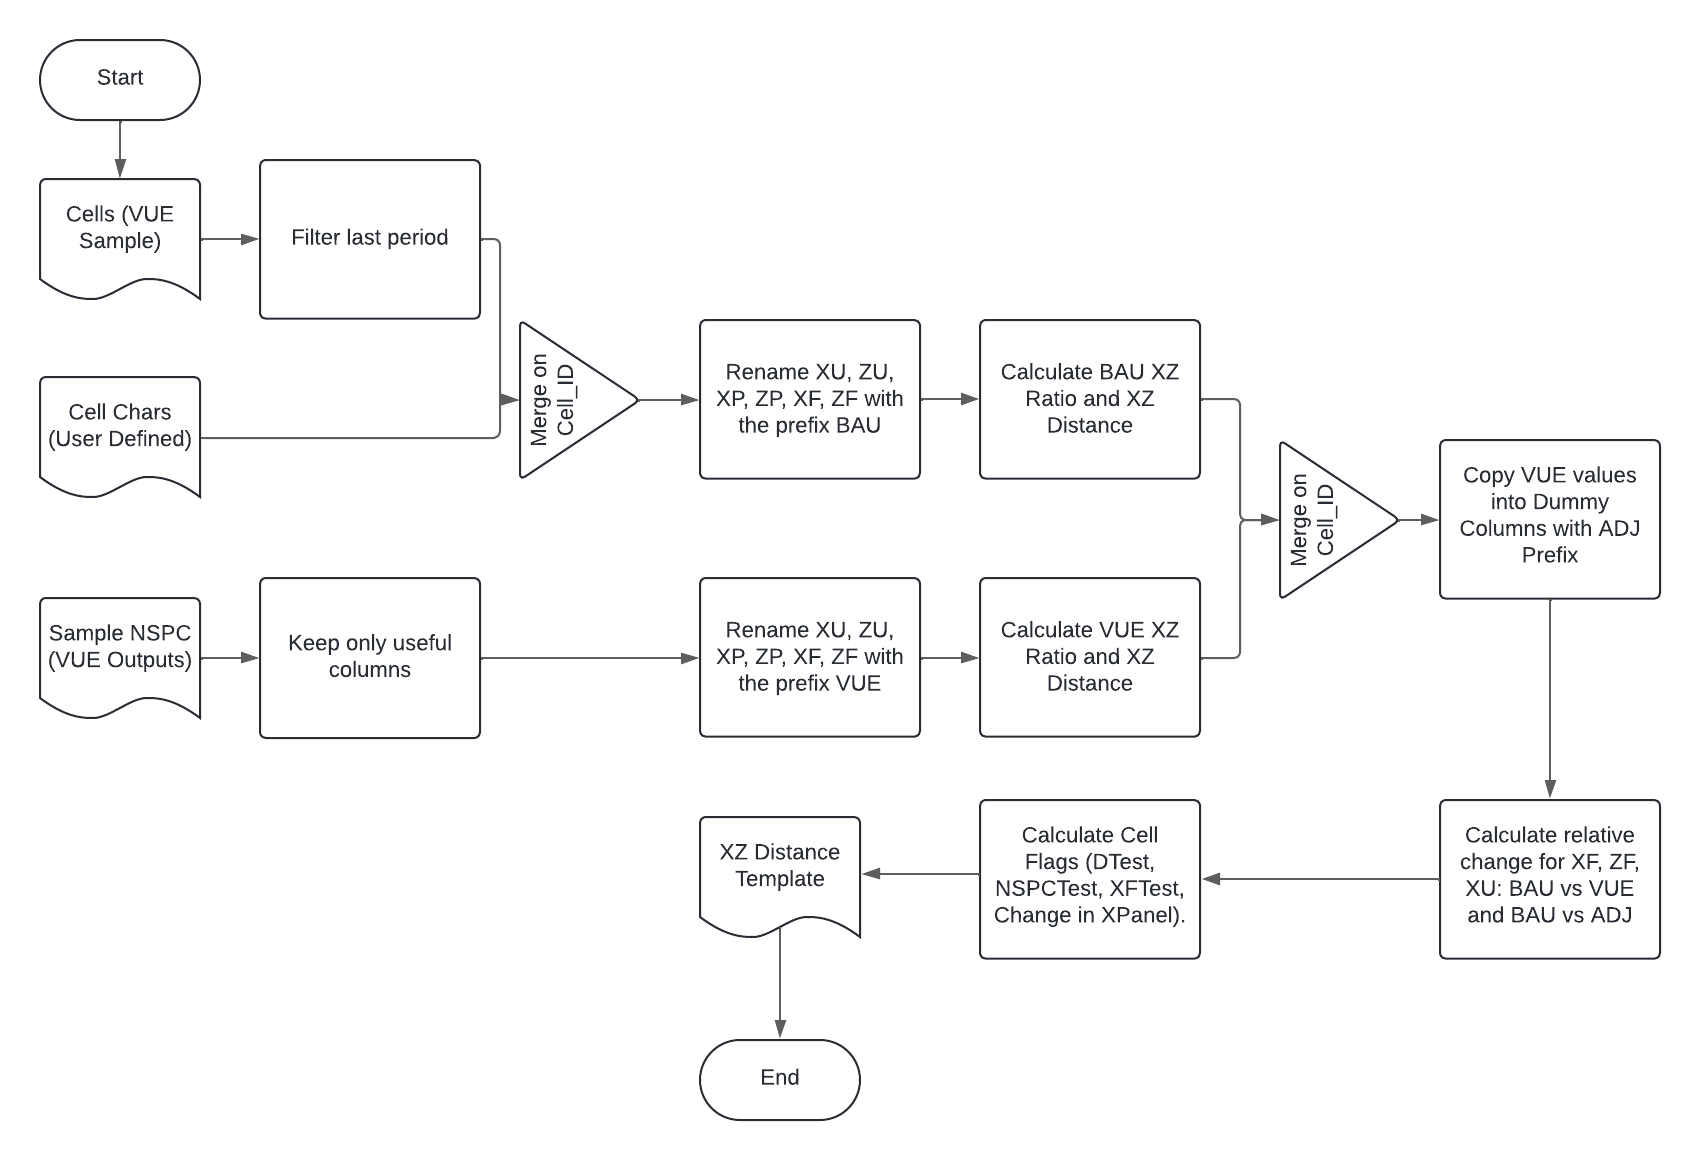 Start
Cells (VUE
Sample)
Filter last period
Cell Chars
(User Defined)
Merge on
Cell_ID
Rename XU, ZU,
XP, ZP, XF, ZF with
the prefix BAU
Calculate BAU XZ
Ratio and XZ
Distance
Sample NSPC
(VUE Outputs)
Keep only useful
columns
Rename XU, ZU,
XP, ZP, XF, ZF with
the prefix VUE
Calculate VUE XZ
Ratio and XZ
Distance
Merge on
Cell_ID
Copy VUE values
into Dummy
Columns with ADJ
Prefix
Calculate relative
change for XF, ZF,
XU: BAU vs VUE
and BAU vs ADJ
Calculate Cell
Flags (DTest,
NSPCTest, XFTest,
Change in XPanel).
XZ Distance
Template
End